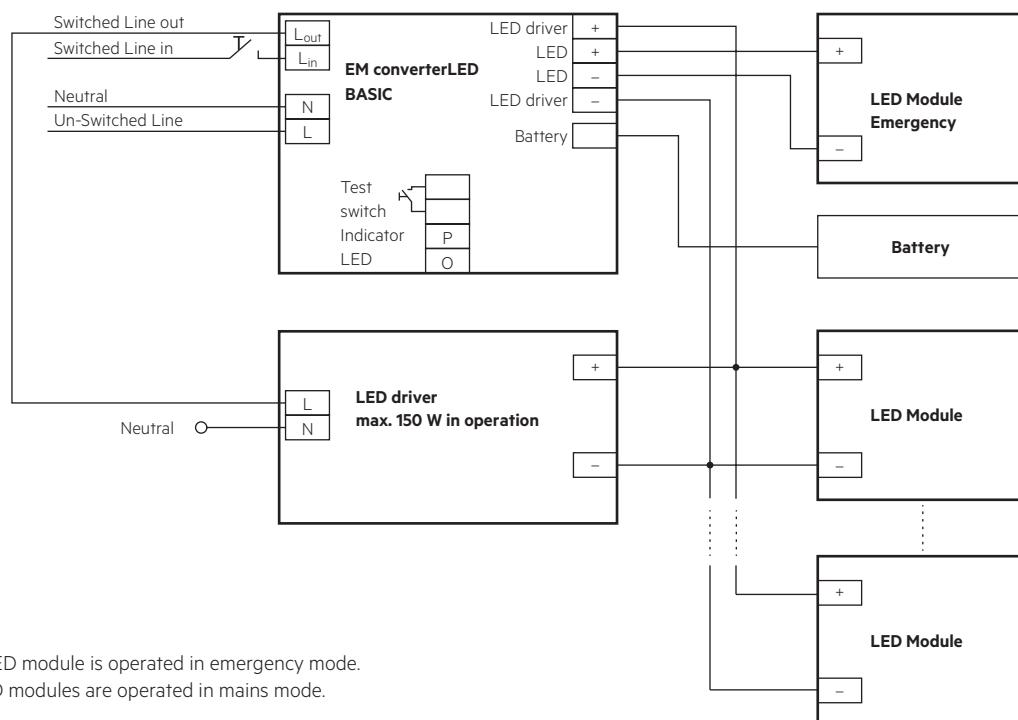 Switched Line out
Switched Line in
Neutral
Un-Switched Line
Lout
Lin
N
L
EM converterLED
BASIC
LED driver +
LED +
LED –
LED driver –
Battery
Test
switch
Indicator P
LED O
+
LED Module
Emergency
–
Battery
L
N
Neutral
LED driver
max. 150 W in operation
+
–
+
LED Module
–
+
LED Module
–
ED module is operated in emergency mode.
D modules are operated in mains mode.